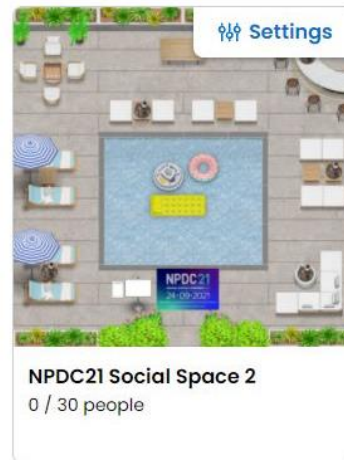 Settings
NPDC21
24-09-2021
NPDC21 Social Space 2
0 / 30 people